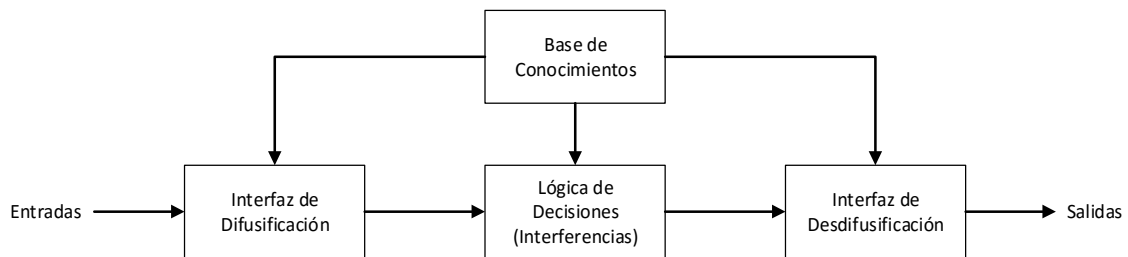 Base de
Conocimientos
Entradas
Interfaz de
Difusificación
Lógica de
Decisiones
(Interferencias)
Interfaz de
Desdifusificación
Salidas